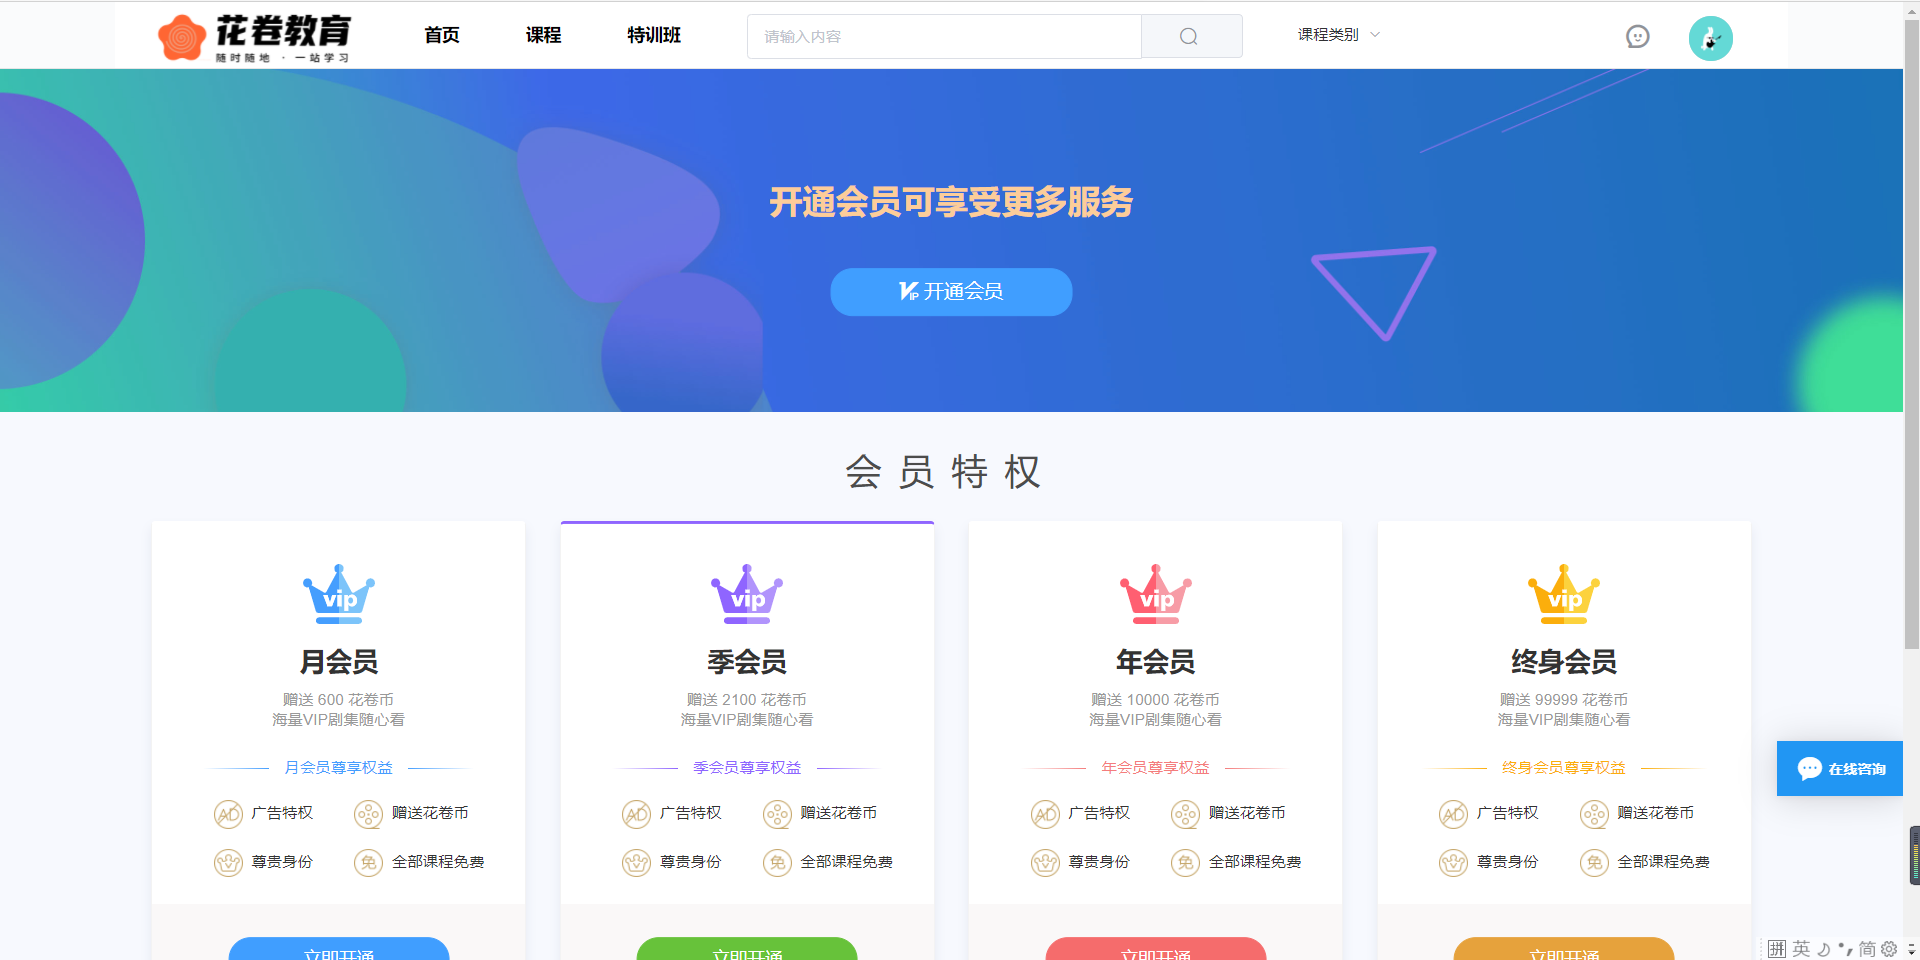 花卷教育
随时随地 · 一站学习
首页
课程
特训班
请输入内容
课程类别
开通会员可享受更多服务
VIP 开通会员
会员特权
vip
月会员
赠送 600 花卷币
海量VIP剧集随心看
月会员尊享权益
AD 广告特权
赠送花卷币
尊贵身份
免 全部课程免费
立即开通
vip
季会员
赠送 2100 花卷币
海量VIP剧集随心看
季会员尊享权益
AD 广告特权
赠送花卷币
尊贵身份
免 全部课程免费
立即开通
vip
年会员
赠送 10000 花卷币
海量VIP剧集随心看
年会员尊享权益
AD 广告特权
赠送花卷币
尊贵身份
免 全部课程免费
立即开通
vip
终身会员
赠送 99999 花卷币
海量VIP剧集随心看
终身会员尊享权益
AD 广告特权
赠送花卷币
尊贵身份
免 全部课程免费
立即开通
在线咨询
拼 英 简